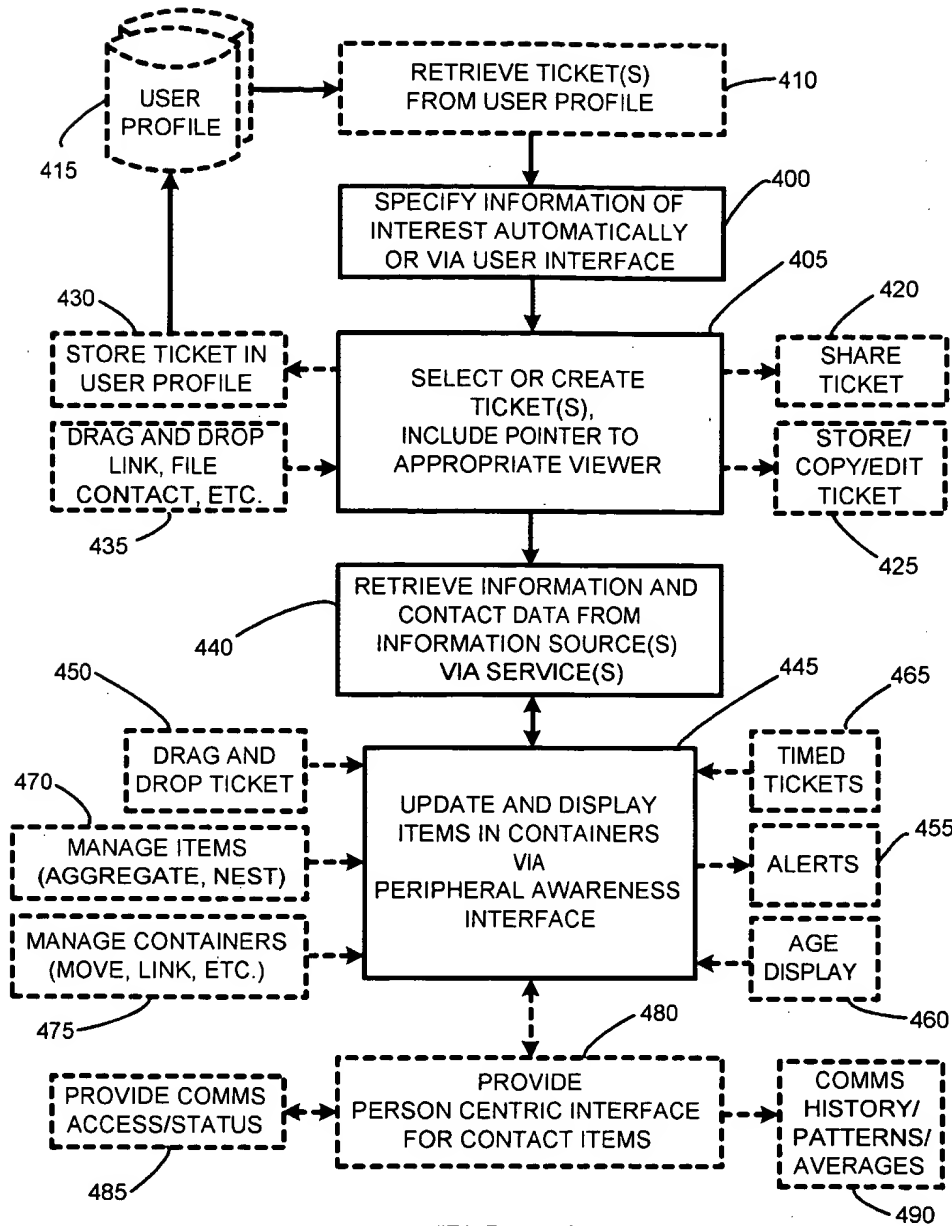 USER
PROFILE
415
RETRIEVE TICKET(S)
FROM USER PROFILE
410
400
SPECIFY INFORMATION OF
INTEREST AUTOMATICALLY
OR VIA USER INTERFACE
405
430
STORE TICKET IN
USER PROFILE
DRAG AND DROP
LINK, FILE
CONTACT, ETC.
435
SELECT OR CREATE
TICKET(S),
INCLUDE POINTER TO
APPROPRIATE VIEWER
420
SHARE
TICKET
STORE/
COPY/EDIT
TICKET
425
440
RETRIEVE INFORMATION AND
CONTACT DATA FROM
INFORMATION SOURCE(S)
VIA SERVICE(S)
445
450
DRAG AND
DROP TICKET
470
MANAGE ITEMS
(AGGREGATE, NEST)
MANAGE CONTAINERS
(MOVE, LINK, ETC.)
475
UPDATE AND DISPLAY
ITEMS IN CONTAINERS
VIA
PERIPHERAL AWARENESS
INTERFACE
465
TIMED
TICKETS
455
ALERTS
AGE
DISPLAY
460
480
PROVIDE COMMS
ACCESS/STATUS
485
PROVIDE
PERSON CENTRIC INTERFACE
FOR CONTACT ITEMS
COMMS
HISTORY/
PATTERNS/
AVERAGES
490